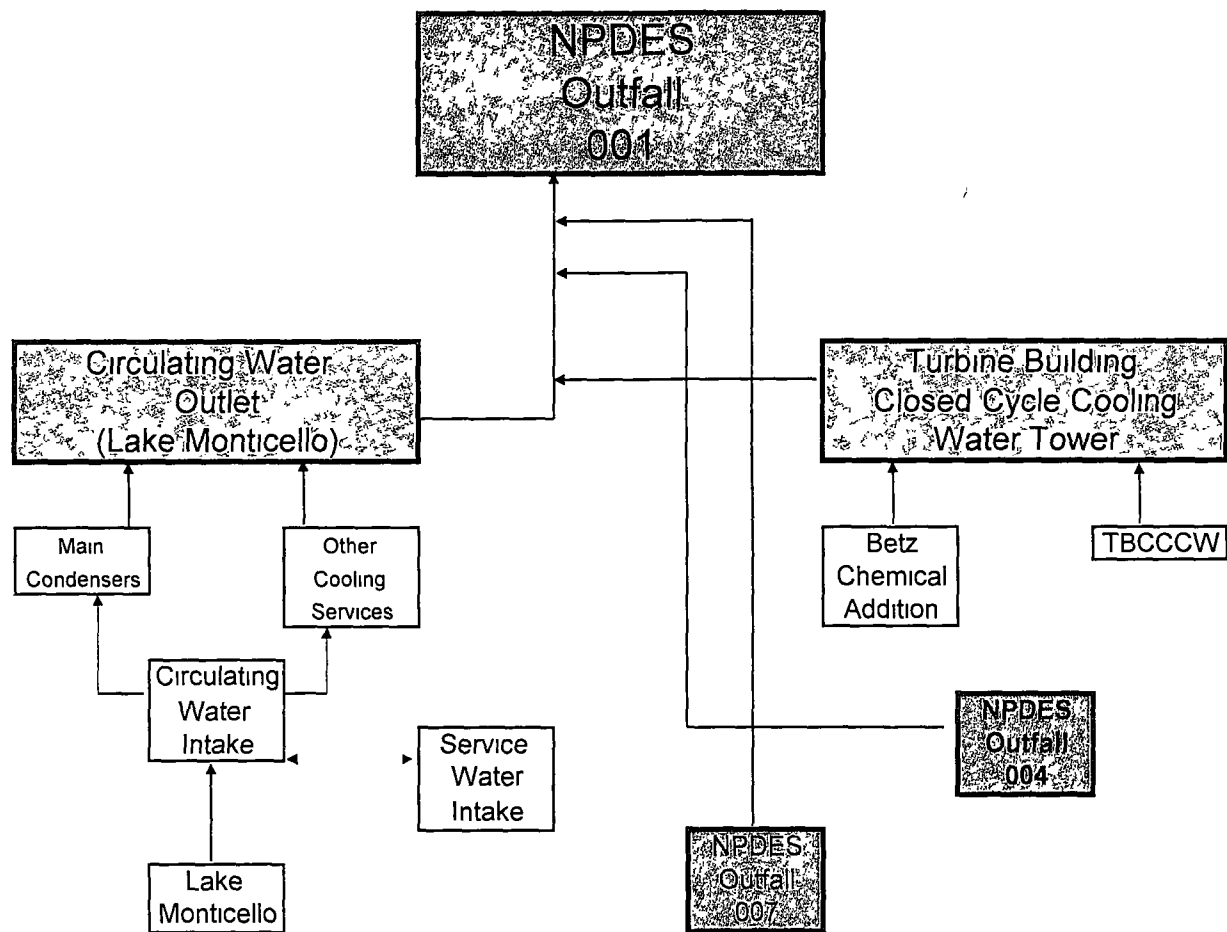 NPDES
Outfall
001
Circulating Water
Outlet
(Lake Monticello)
Turbine Building
Closed Cycle Cooling
Water Tower
Main
Condensers
Other
Cooling
Services
Betz
Chemical
Addition
TBCCCW
Circulating
Water
Intake
Service
Water
Intake
NPDES
Outfall
004
NPDES
Outfall
007
Lake
Monticello